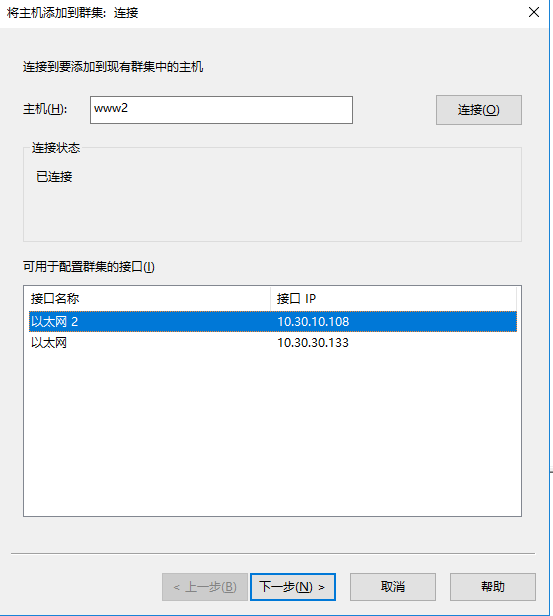 将主机添加到群集: 连接
连接到要添加到现有群集中的主机
主机(H): www2 连接(O)
连接状态
已连接
可用于配置群集的接口(I)
接口名称 接口 IP
以太网 2 10.30.10.108
以太网 10.30.30.133
< 上一步(B) 下一步(N) > 取消 帮助